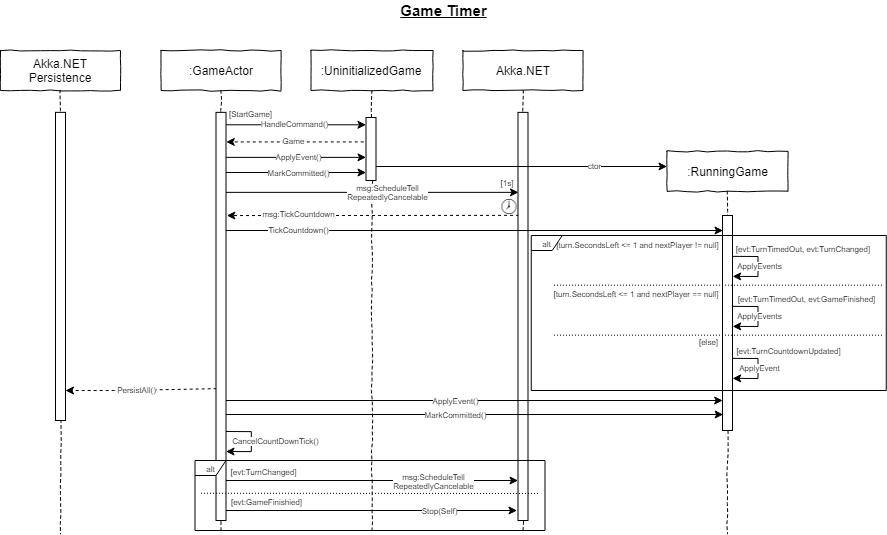 Game Timer
Akka.NET
Persistence
:GameActor
:UninitializedGame
Akka.NET
[StartGame]
HandleCommand()
Game
ApplyEvent()
MarkCommitted()
ctor
:RunningGame
[1s]
msg:ScheduleTell
RepeatedlyCancelable
msg:TickCountdown
TickCountdown()
alt
[turn.SecondsLeft <= 1 and nextPlayer != null]
[evt:TurnTimedOut, evt:TurnChanged]
ApplyEvents
[turn.SecondsLeft <= 1 and nextPlayer == null]
[evt:TurnTimedOut, evt:GameFinished]
ApplyEvents
[else]
[evt:TurnCountdownUpdated]
ApplyEvent
PersistAll()
ApplyEvent()
MarkCommitted()
CancelCountDownTick()
alt
[evt:TurnChanged]
msg:ScheduleTell
RepeatedlyCancelable
[evt:GameFinishied]
Stop(Self)